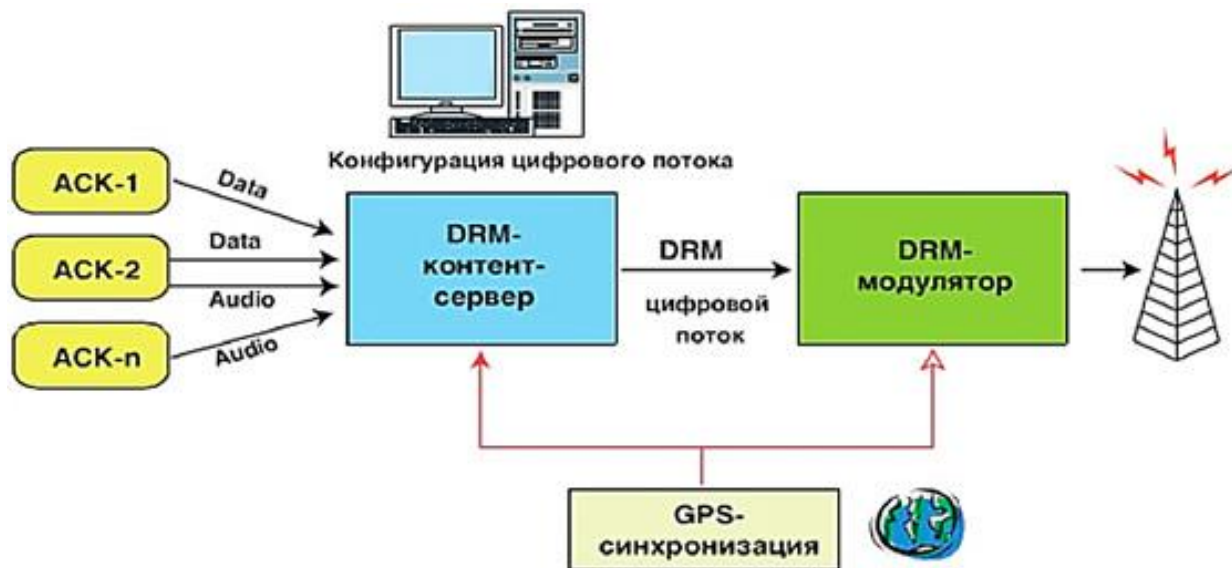 Конфигурация цифрового потока
АСК-1
Data
АСК-2
Data
Audio
АСК-n
Audio
DRM-
контент-
сервер
DRM
цифровой
поток
DRM-
модулятор
GPS-
синхронизация